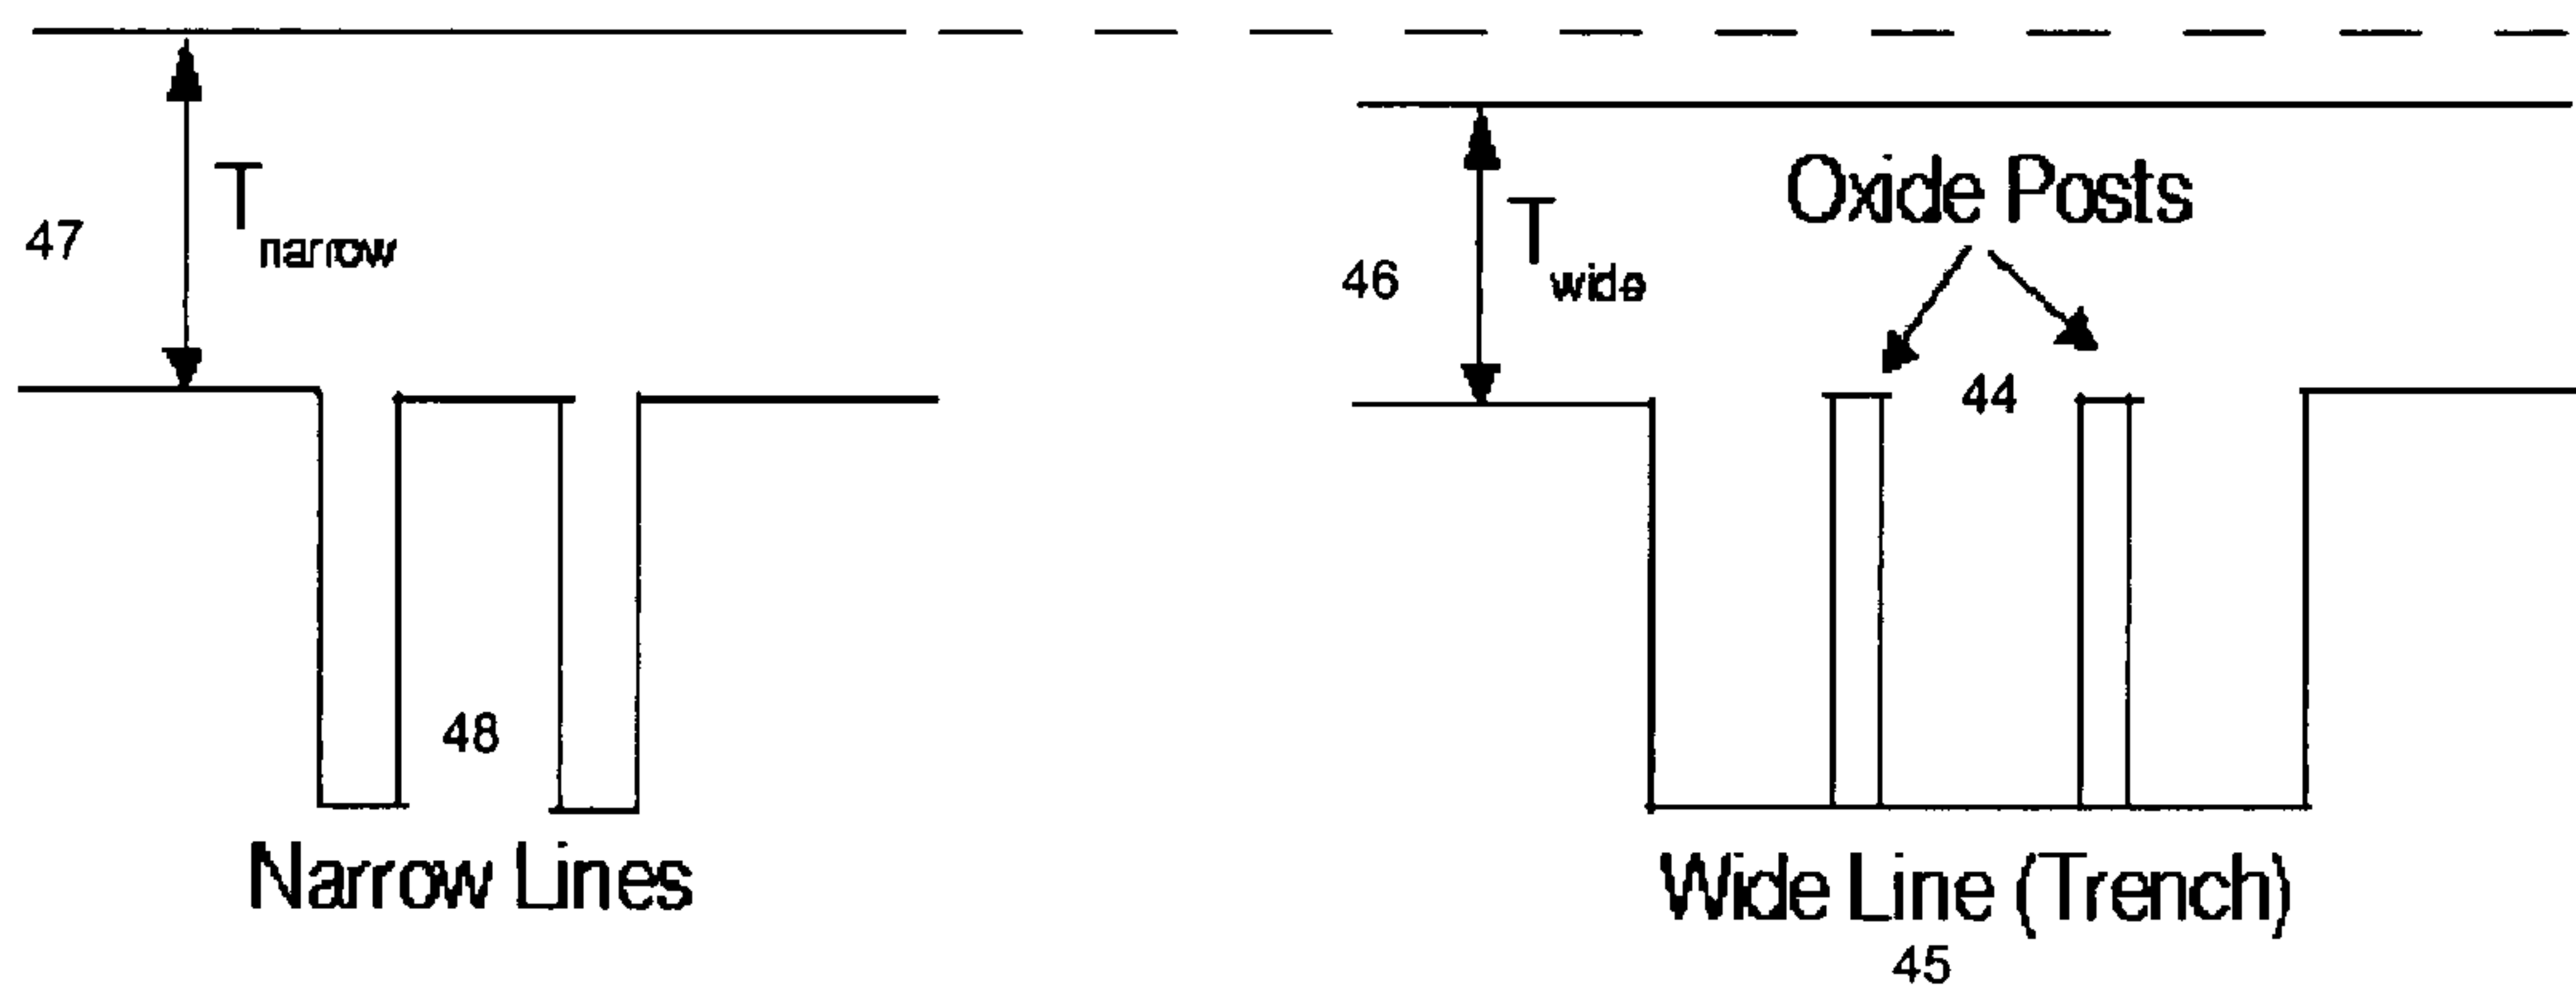 47
T narrow
46
T wide
Oxide Posts
44
48
Narrow Lines
Wide Line (Trench)
45